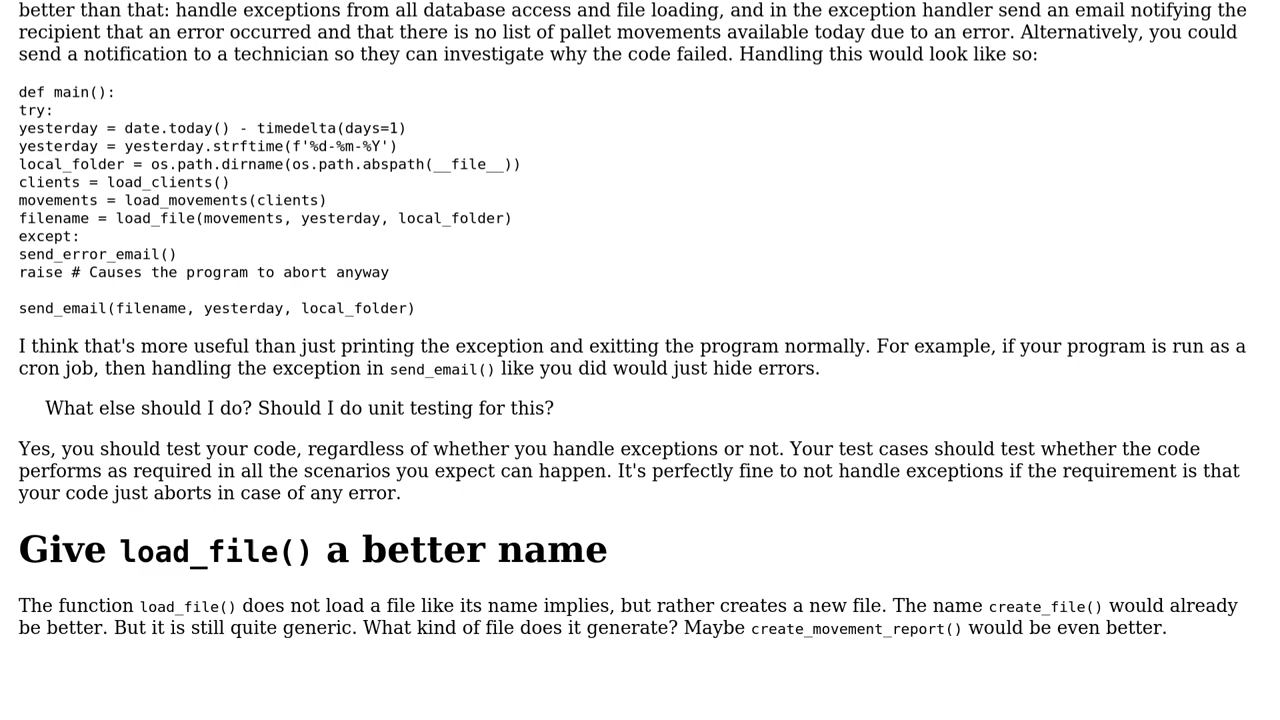 better than that: handle exceptions from all database access and file loading, and in the exception handler send an email notifying the
recipient that an error occurred and that there is no list of pallet movements available today due to an error. Alternatively, you could
send a notification to a technician so they can investigate why the code failed. Handling this would look like so:
def main():
try:
yesterday = date.today() - timedelta(days=1)
yesterday = yesterday.strftime(f'%d-%m-%Y')
local_folder = os.path.dirname(os.path.abspath(__file__))
clients = load_clients()
movements = load_movements(clients)
filename = load_file(movements, yesterday, local_folder)
except:
send_error_email()
raise # Causes the program to abort anyway
send_email(filename, yesterday, local_folder)
I think that's more useful than just printing the exception and exitting the program normally. For example, if your program is run as a
cron job, then handling the exception in send_email() like you did would just hide errors.
What else should I do? Should I do unit testing for this?
Yes, you should test your code, regardless of whether you handle exceptions or not. Your test cases should test whether the code
performs as required in all the scenarios you expect can happen. It's perfectly fine to not handle exceptions if the requirement is that
your code just aborts in case of any error.
Give load_file() a better name
The function load_file() does not load a file like its name implies, but rather creates a new file. The name create_file() would already
be better. But it is still quite generic. What kind of file does it generate? Maybe create_movement_report() would be even better.